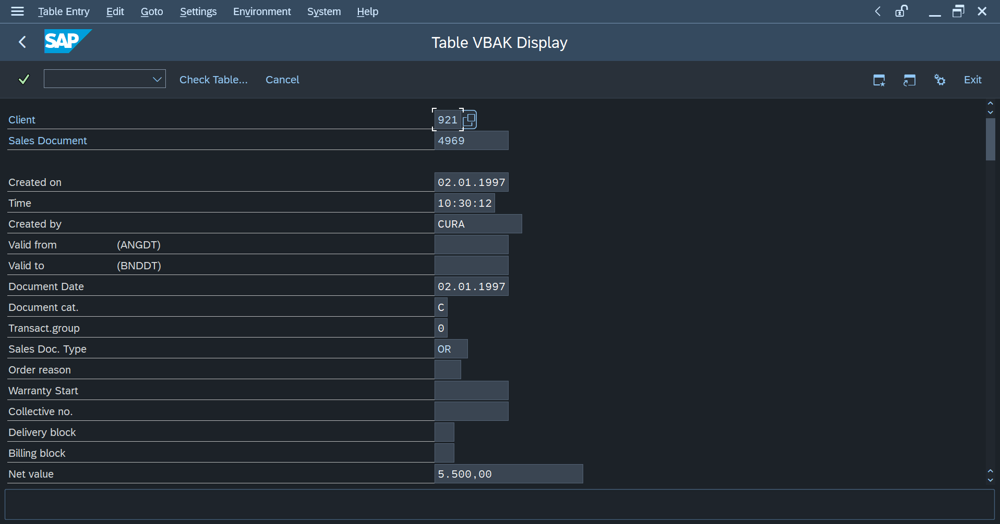 Table Entry Edit Goto Settings Environment System Help
SAP Table VBAK Display
Check Table... Cancel Exit
Client 921
Sales Document 4969
Created on 02.01.1997
Time 10:30:12
Created by CURA
Valid from (ANGDT)
Valid to (BNDDT)
Document Date 02.01.1997
Document cat. C
Transact.group 0
Sales Doc. Type OR
Order reason
Warranty Start
Collective no.
Delivery block
Billing block
Net value 5.500,00